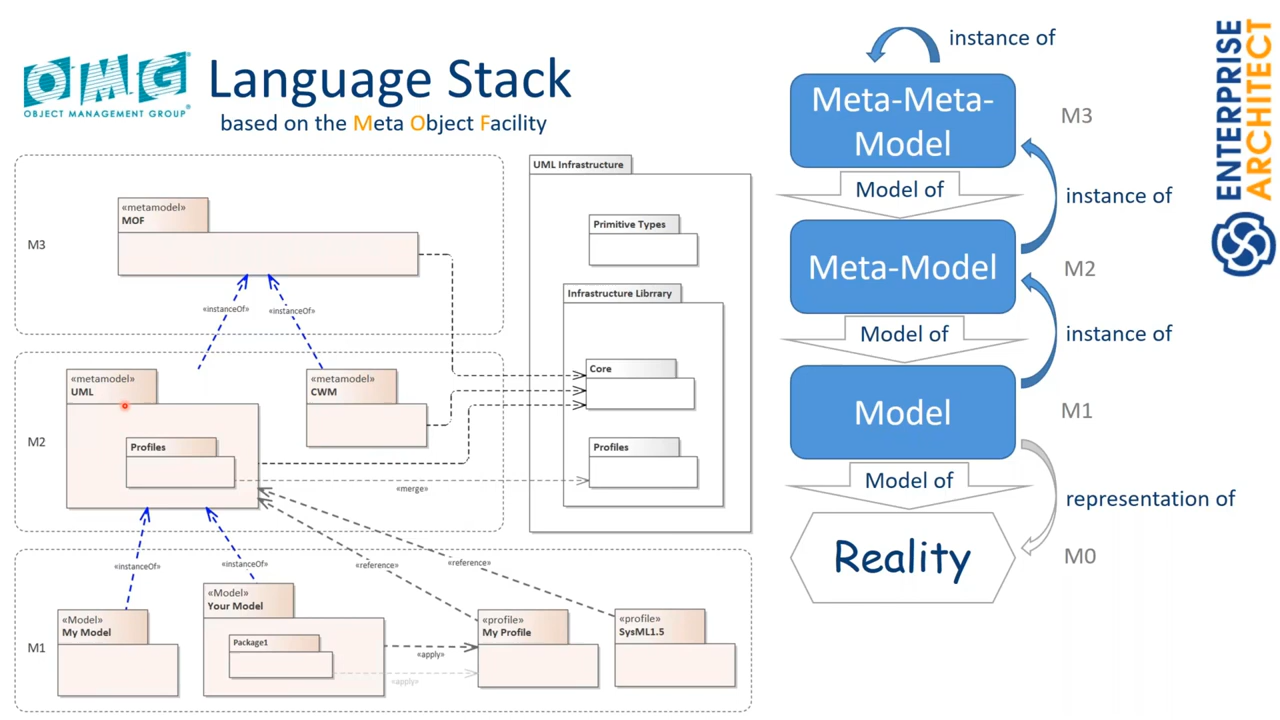 OMG
OBJECT MANAGEMENT GROUP®
Language Stack
based on the Meta Object Facility
M3
«metamodel»
MOF
«instanceOf»
«instanceOf»
M2
«metamodel»
UML
Profiles
«metamodel»
CWM
«merge»
UML Infrastructure
Primitive Types
Infrastructure Librrary
Core
Profiles
M1
«instanceOf»
«instanceOf»
«reference»
«reference»
«Model»
My Model
«Model»
Your Model
Package1
«apply»
«apply»
«profile»
My Profile
«profile»
SysML1.5
instance of
Meta-Meta-
Model
M3
Model of
instance of
Meta-Model
M2
Model of
instance of
Model
M1
Model of
representation of
Reality
M0
ENTERPRISE
ARCHITECT